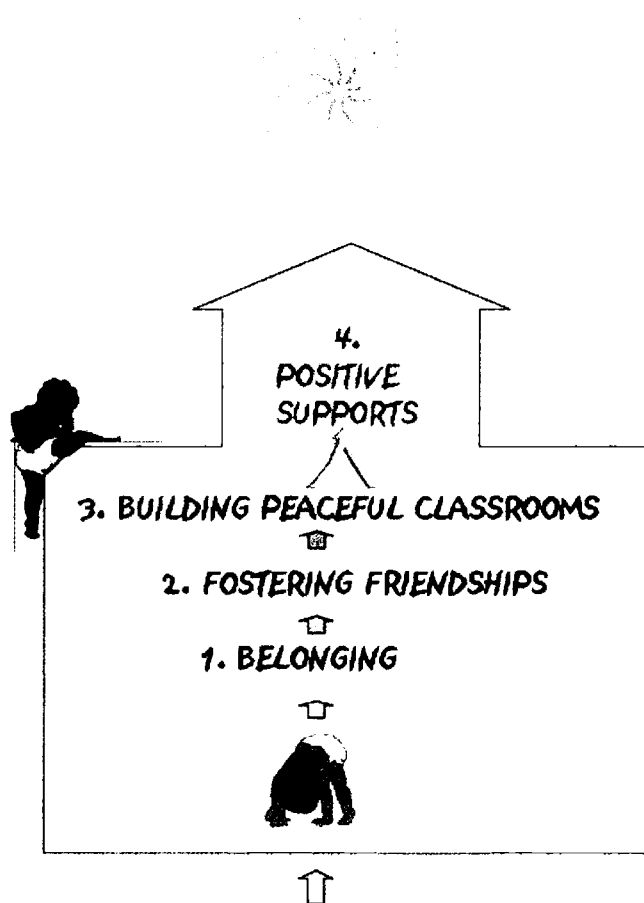 4.
POSITIVE
SUPPORTS
3. BUILDING PEACEFUL CLASSROOMS
2. FOSTERING FRIENDSHIPS
1. BELONGING